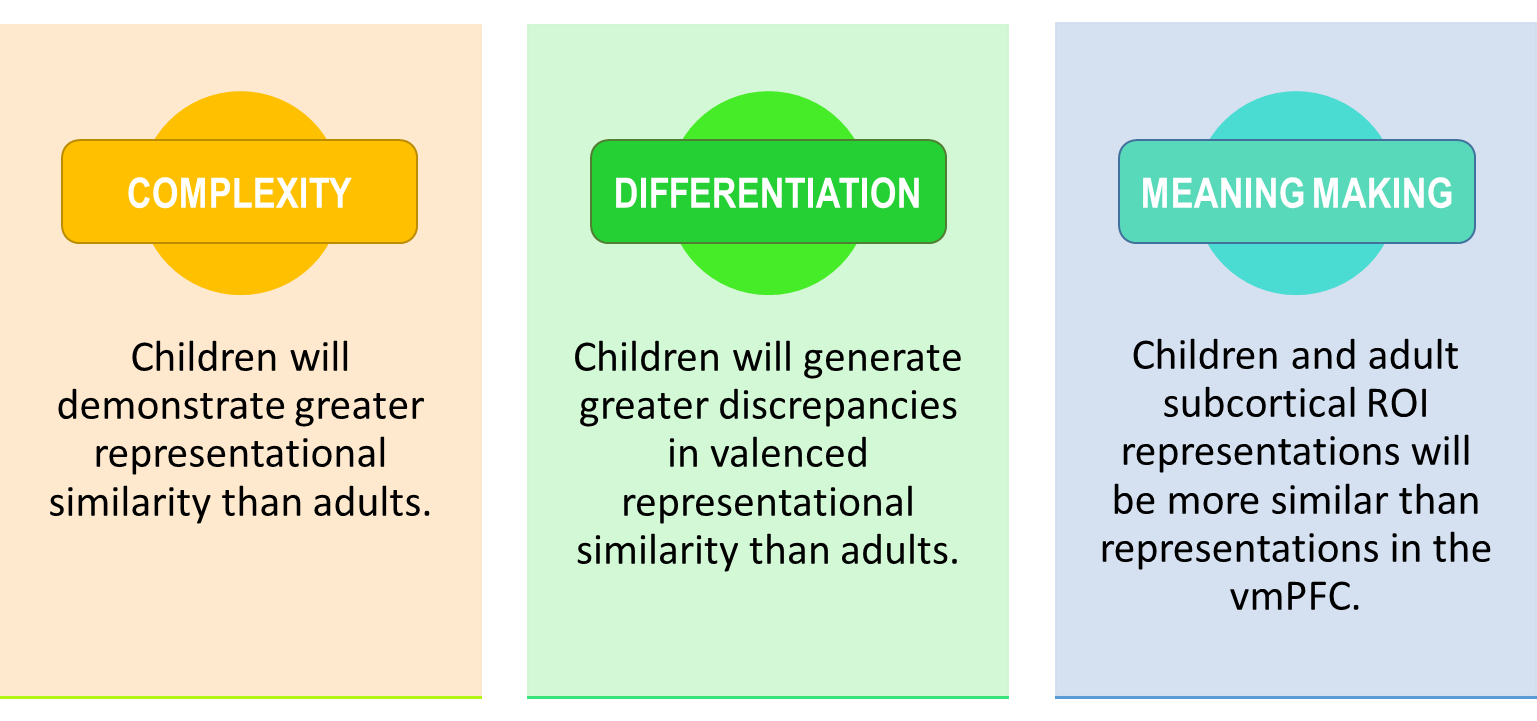 COMPLEXITY
Children will
demonstrate greater
representational
similarity than adults.
DIFFERENTIATION
Children will generate
greater discrepancies
in valenced
representational
similarity than adults.
MEANING MAKING
Children and adult
subcortical ROI
representations will
be more similar than
representations in the
vmPFC.